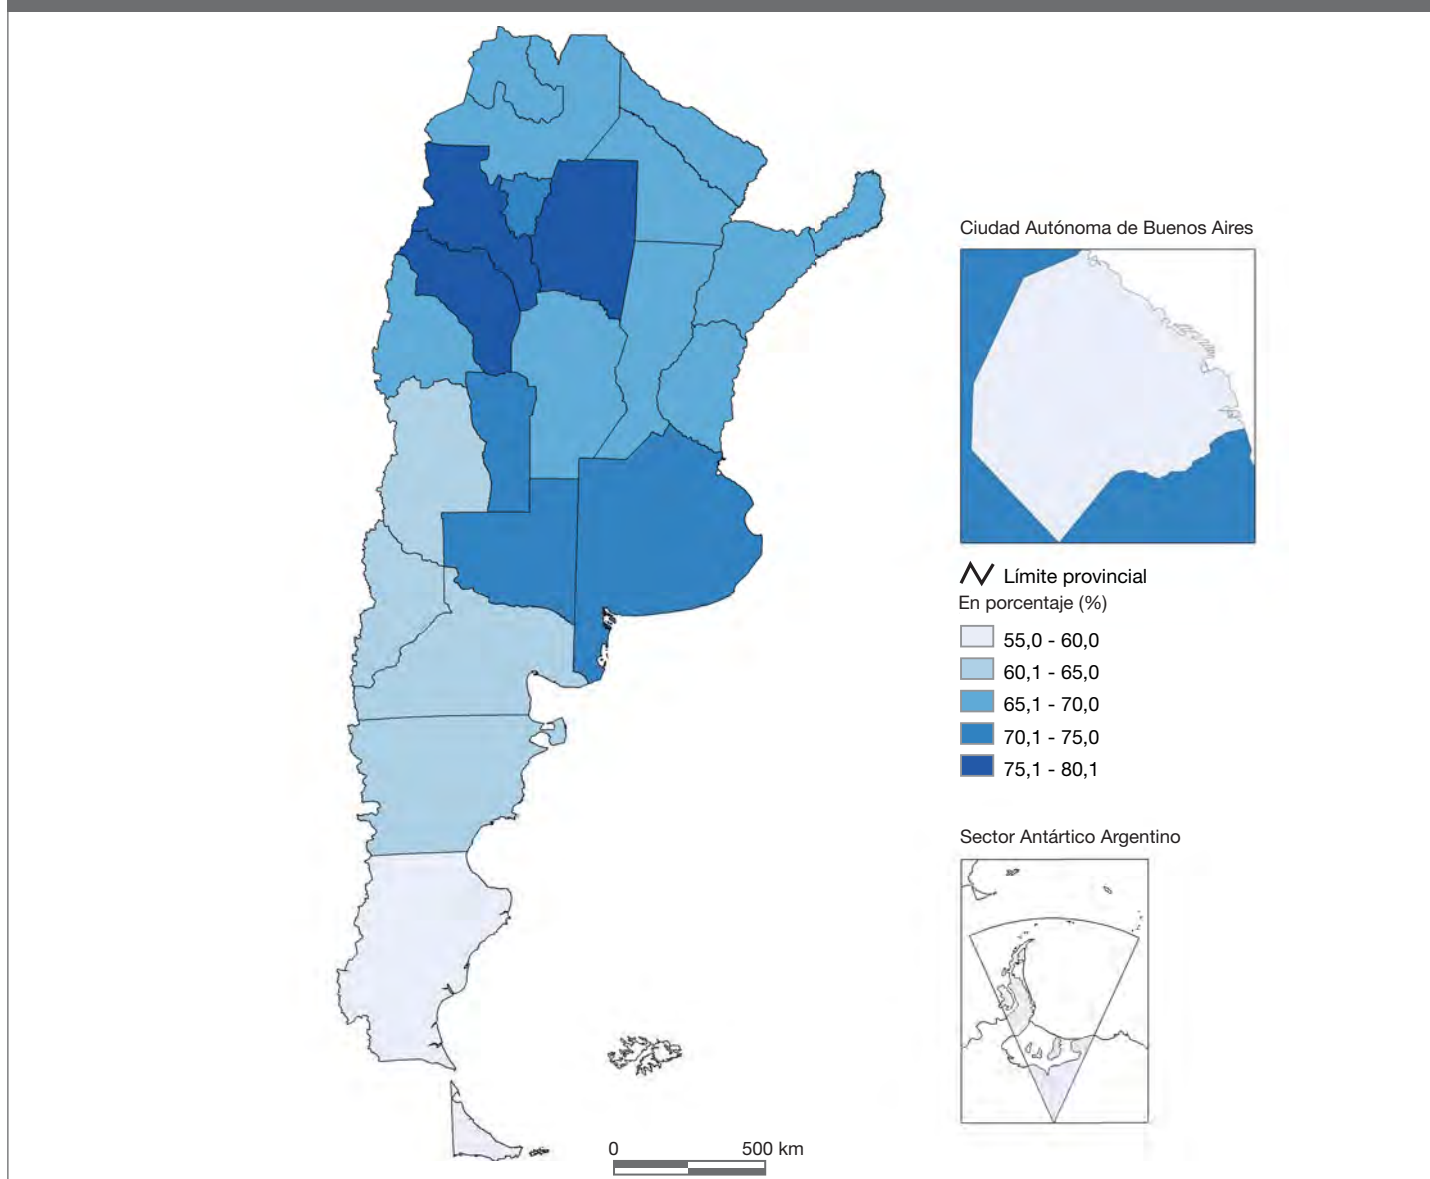 Ciudad Autónoma de Buenos Aires
Límite provincial
En porcentaje (%)
55,0 - 60,0
60,1 - 65,0
65,1 - 70,0
70,1 - 75,0
75,1 - 80,1
Sector Antártico Argentino
0 500 km